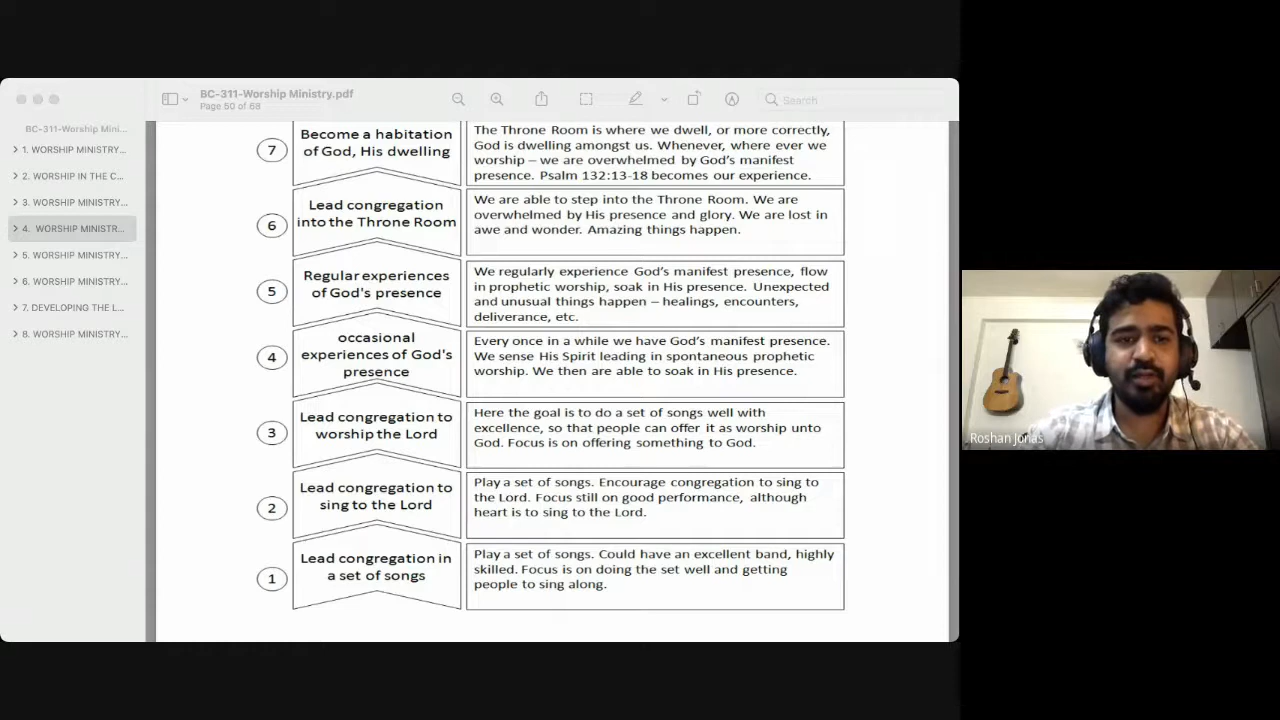 BC-311-Worship Ministry.pdf
Page 50 of 68
Search
BC-311-Worship Mini...
1. WORSHIP MINISTRY...
2. WORSHIP IN THE C...
3. WORSHIP MINISTRY...
4. WORSHIP MINISTR...
5. WORSHIP MINISTRY...
6. WORSHIP MINISTRY...
7. DEVELOPING THE L...
8. WORSHIP MINISTRY...
7
Become a habitation
of God, His dwelling
The Throne Room is where we dwell, or more correctly,
God is dwelling amongst us. Whenever, where ever we
worship – we are overwhelmed by God's manifest
presence. Psalm 132:13-18 becomes our experience.
6
Lead congregation
into the Throne Room
We are able to step into the Throne Room. We are
overwhelmed by His presence and glory. We are lost in
awe and wonder. Amazing things happen.
5
Regular experiences
of God's presence
We regularly experience God's manifest presence, flow
in prophetic worship, soak in His presence. Unexpected
and unusual things happen – healings, encounters,
deliverance, etc.
4
occasional
experiences of God's
presence
Every once in a while we have God's manifest presence.
We sense His Spirit leading in spontaneous prophetic
worship. We then are able to soak in His presence.
3
Lead congregation to
worship the Lord
Here the goal is to do a set of songs well with
excellence, so that people can offer it as worship unto
God. Focus is on offering something to God.
2
Lead congregation to
sing to the Lord
Play a set of songs. Encourage congregation to sing to
the Lord. Focus still on good performance, although
heart is to sing to the Lord.
1
Lead congregation in
a set of songs
Play a set of songs. Could have an excellent band, highly
skilled. Focus is on doing the set well and getting
people to sing along.
Roshan Jonas